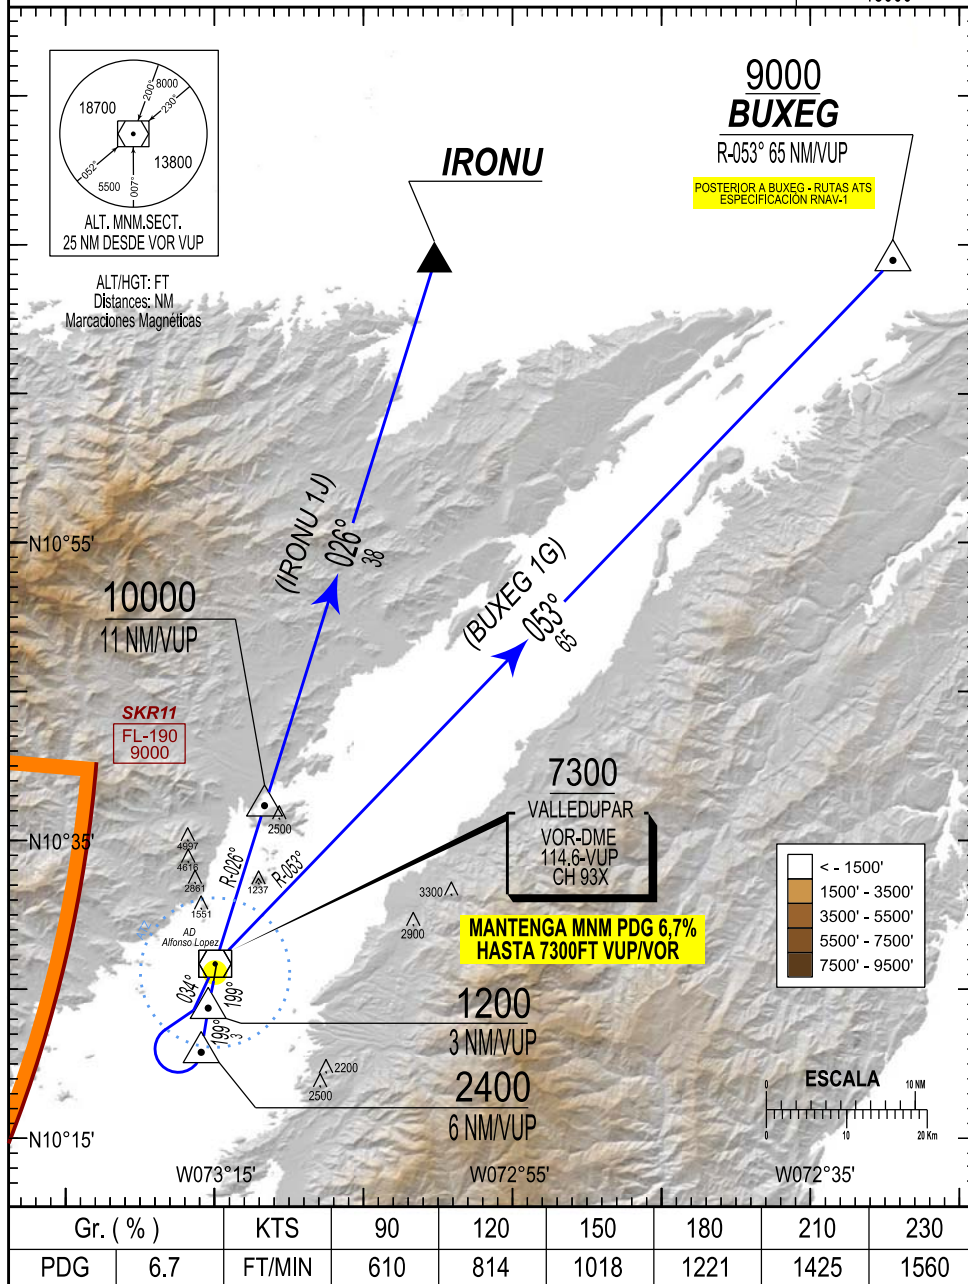 8000
200°
230°
18700
13800
052°
5500
007°
ALT. MNM.SECT.
25 NM DESDE VOR VUP
ALT/HGT: FT
Distances: NM
Marcaciones Magnéticas
9000
BUXEG
R-053° 65 NM/VUP
POSTERIOR A BUXEG - RUTAS ATS
ESPECIFICACIÓN RNAV-1
IRONU
(IRONU 1J)
026°
38
(BUXEG 1G)
053°
65
N10°55'
10000
11 NM/VUP
SKR11
FL-190
9000
7300
VALLEDUPAR
VOR-DME
114.6-VUP
CH 93X
N10°35'
2500
4997
4616
2861
1551
1237
R-026°
R-053°
3300
2900
AD
Alfonso Lopez
MANTENGA MNM PDG 6,7%
HASTA 7300FT VUP/VOR
< - 1500'
1500' - 3500'
3500' - 5500'
5500' - 7500'
7500' - 9500'
034°
199°
199°
3
1200
3 NM/VUP
2400
6 NM/VUP
2200
2500
ESCALA
0
10 NM
0
10
20 Km
N10°15'
W073°15'
W072°55'
W072°35'
Gr. ( % ) KTS 90 120 150 180 210 230
PDG 6.7 FT/MIN 610 814 1018 1221 1425 1560